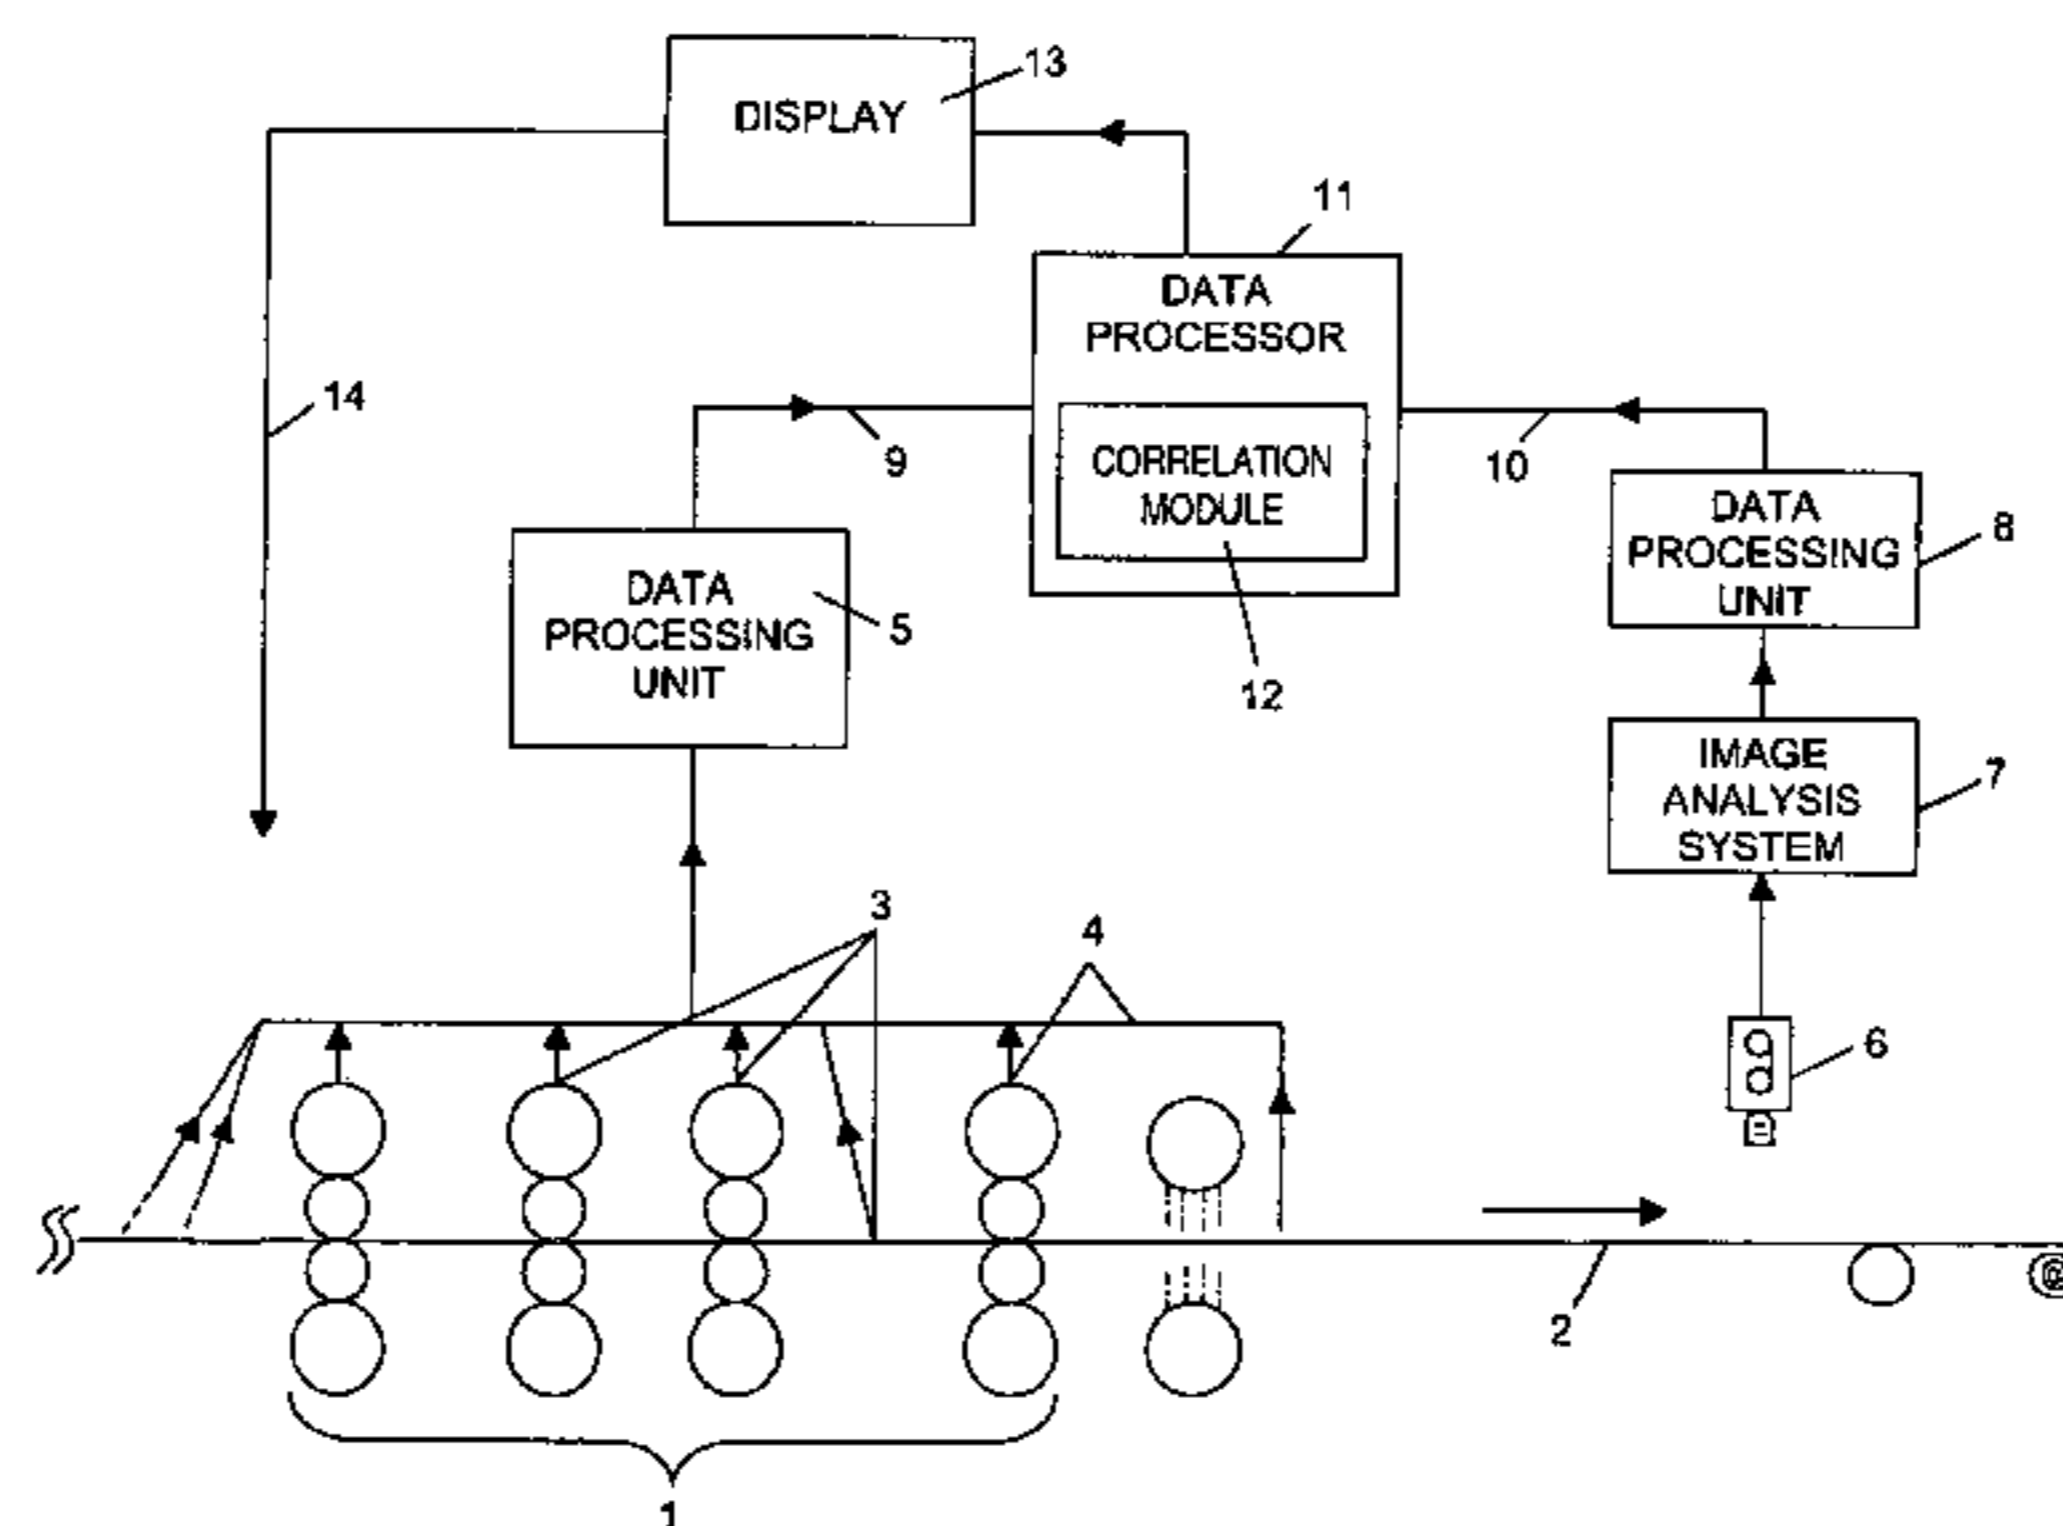 13
DISPLAY
11
DATA
PROCESSOR
14
9
CORRELATION
MODULE
10
DATA
PROCESSING
UNIT
8
DATA
PROCESSING
UNIT
5
12
IMAGE
ANALYSIS
SYSTEM
7
3
4
6
2
1